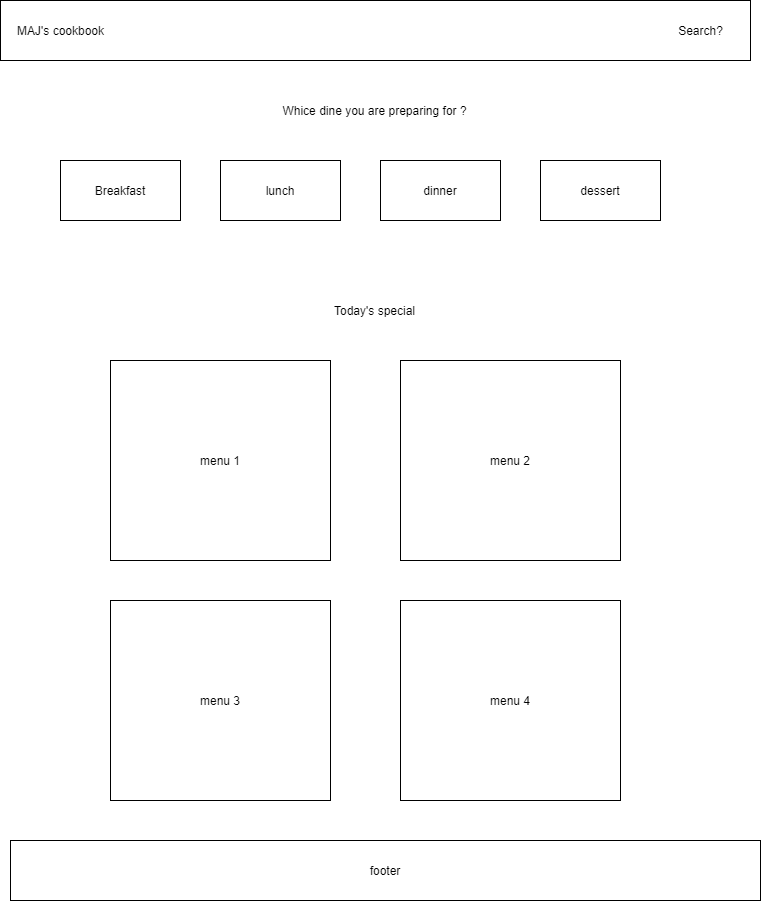 MAJ's cookbook Search?
Whice dine you are preparing for ?
Breakfast lunch dinner dessert
Today's special
menu 1 menu 2
menu 3 menu 4
footer